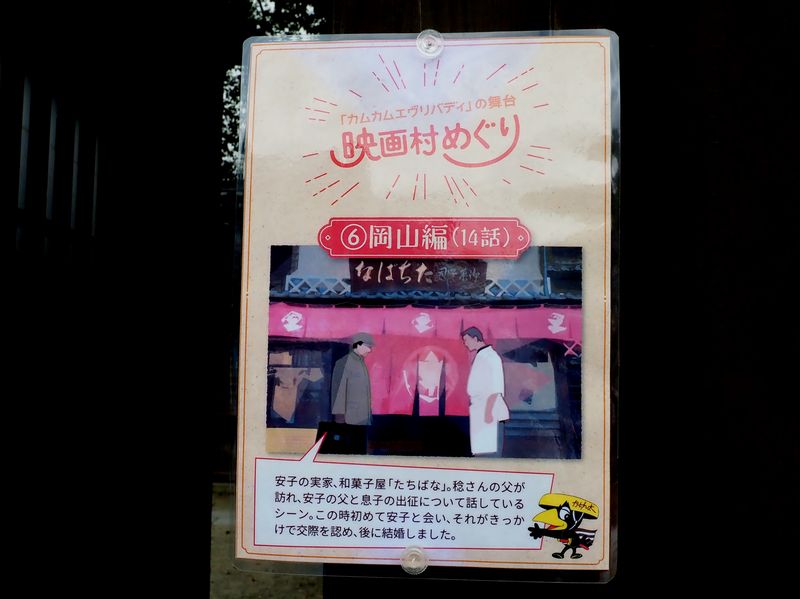 「カムカムエヴリバディ」の舞台
映画村めぐり
⑥岡山編(14話)
なばちた
安子の実家、和菓子屋「たちばな」。稔さんの父が
訪れ、安子の父と息子の出征について話している
シーン。この時初めて安子と会い、それがきっか
けで交際を認め、後に結婚しました。